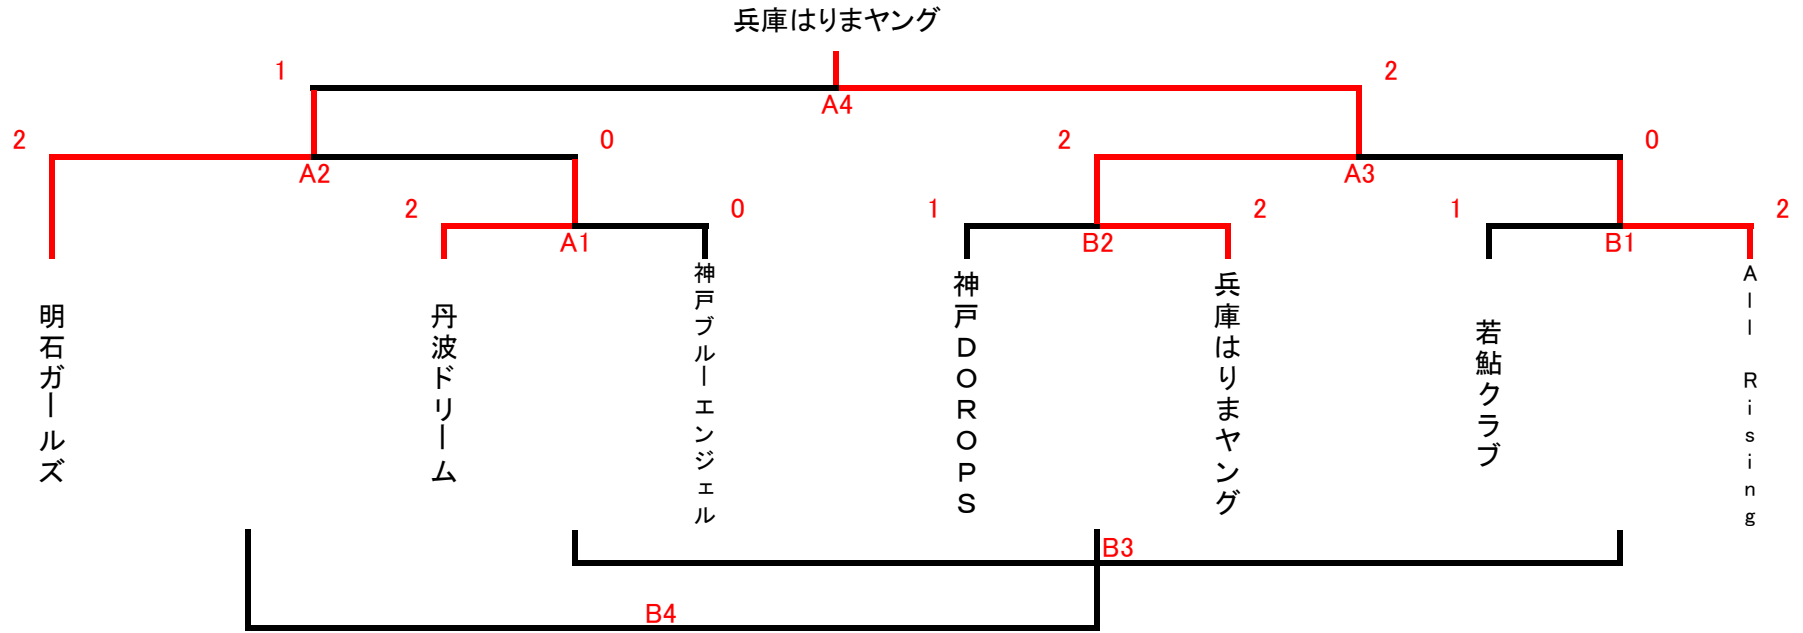 兵庫はりまヤング
1
2
A4
2
0
2
0
A2
A3
2
0
1
2
1
2
A1
B2
B1
明石ガールズ
丹波ドリーム
神戸ブルーエンジェル
神戸DOROPS
兵庫はりまヤング
若鮎クラブ
All Rising
B3
B4